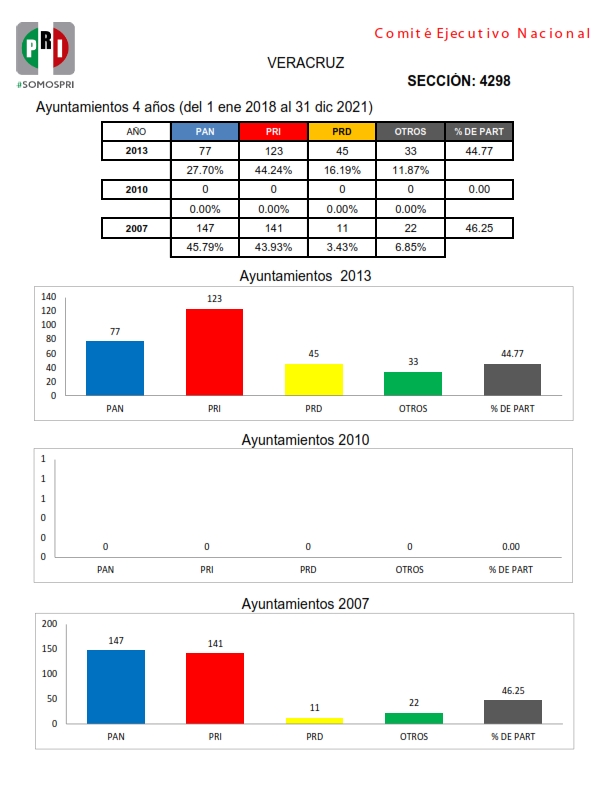 Comité Ejecutivo Nacional
PRI
#SOMOSPRI
VERACRUZ
SECCIÓN: 4298
Ayuntamientos 4 años (del 1 ene 2018 al 31 dic 2021)
AÑO PAN PRI PRD OTROS % DE PART
2013 77 123 45 33 44.77
27.70% 44.24% 16.19% 11.87%
2010 0 0 0 0 0.00
0.00% 0.00% 0.00% 0.00%
2007 147 141 11 22 46.25
45.79% 43.93% 3.43% 6.85%
Ayuntamientos 2013
140
120
100
80
60
40
20
0
77 123 45 33 44.77
PAN PRI PRD OTROS % DE PART
Ayuntamientos 2010
1
1
1
0
0
0
0 0 0 0 0.00
PAN PRI PRD OTROS % DE PART
Ayuntamientos 2007
200
150
100
50
0
147 141 11 22 46.25
PAN PRI PRD OTROS % DE PART